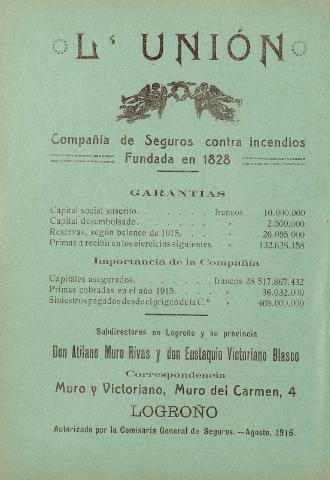 L' UNIÓN
Compañía de Seguros contra incendios
Fundada en 1828
GARANTIAS
Capital social suscrito. . . . . . . francos 10.000.000
Capital desembolsado. . . . . . . » 2.500.000
Reservas, según balance de 1915. . . . . » 26.095.000
Primas a recibir en los ejercicios siguientes. » 132.628.158
Importancia de la Compañía
Capitales asegurados. . . . . . . francos 28 517.867.432
Primas cobradas en el año 1915. . . . » 36.032.000
Siniestros pagados desde el origen de la C.ª » 469.000.000
Subdirectores en Logroño y su provincia
Don Atilano Muro Rivas y don Eustaquio Victoriano Blasco
Correspondencia
Muro y Victoriano, Muro del Carmen, 4
LOGROÑO
Autorizado por la Comisaría General de Seguros.—Agosto, 1916.